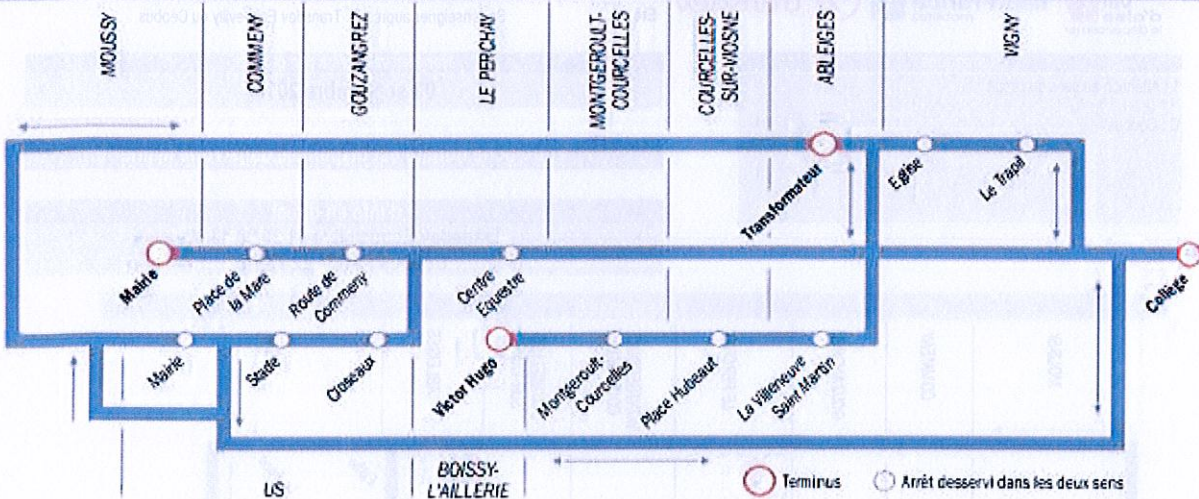 MOUSSY
COMMENY
GOUZANGREZ
LE PERCHAY
MONTGEROULT-
COURCELLES
COURCELLES-
SUR-VIOSNE
ABLEIGES
VIGNY
Transformateur
Eglise
Le Trapil
Mairie
Place de
la Mare
Route de
Commeny
Centre
Equestre
Collège
Mairie
Stade
Croseaux
Victor Hugo
Montgeroult-
Courcelles
Place Hubeaut
La Villeneuve
Saint Martin
US
BOISSY-
L'AILLERIE
Terminus
Arrêt desservi dans les deux sens